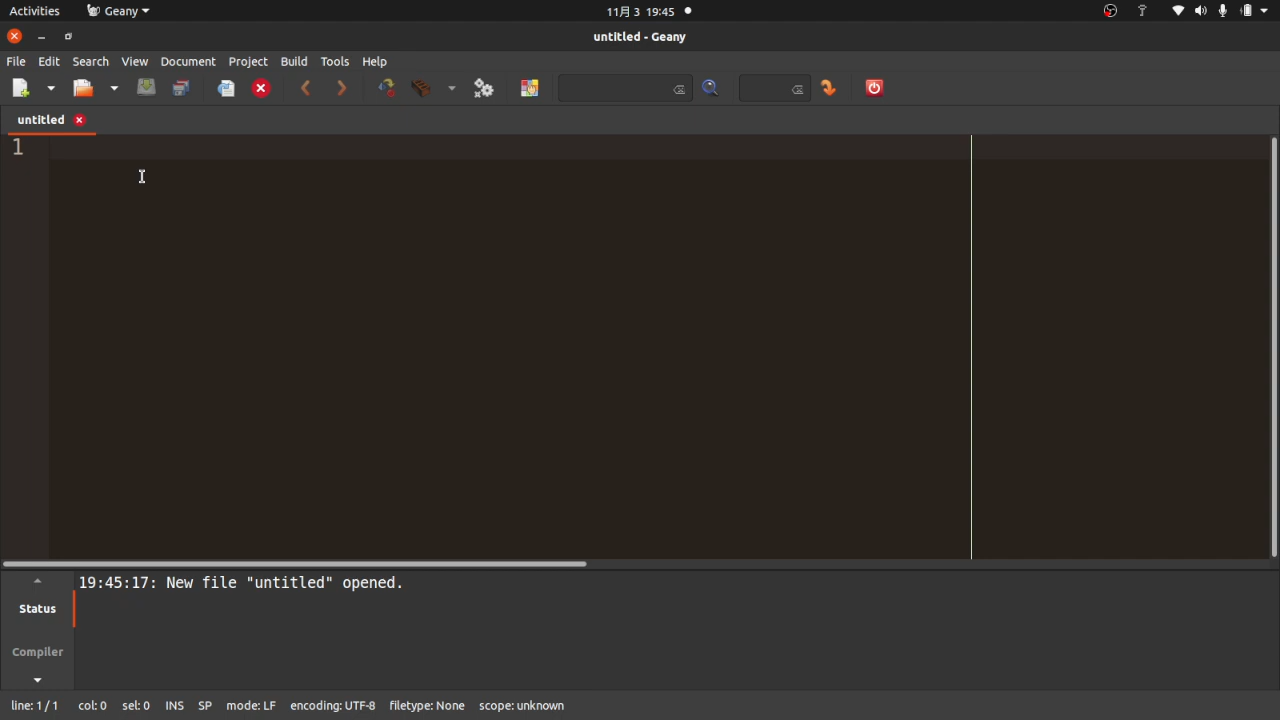 Activities Geany 11月 3 19:45
untitled - Geany
File Edit Search View Document Project Build Tools Help
untitled
1
19:45:17: New file "untitled" opened.
Status
Compiler
line: 1 / 1 col: 0 sel: 0 INS SP mode: LF encoding: UTF-8 filetype: None scope: unknown